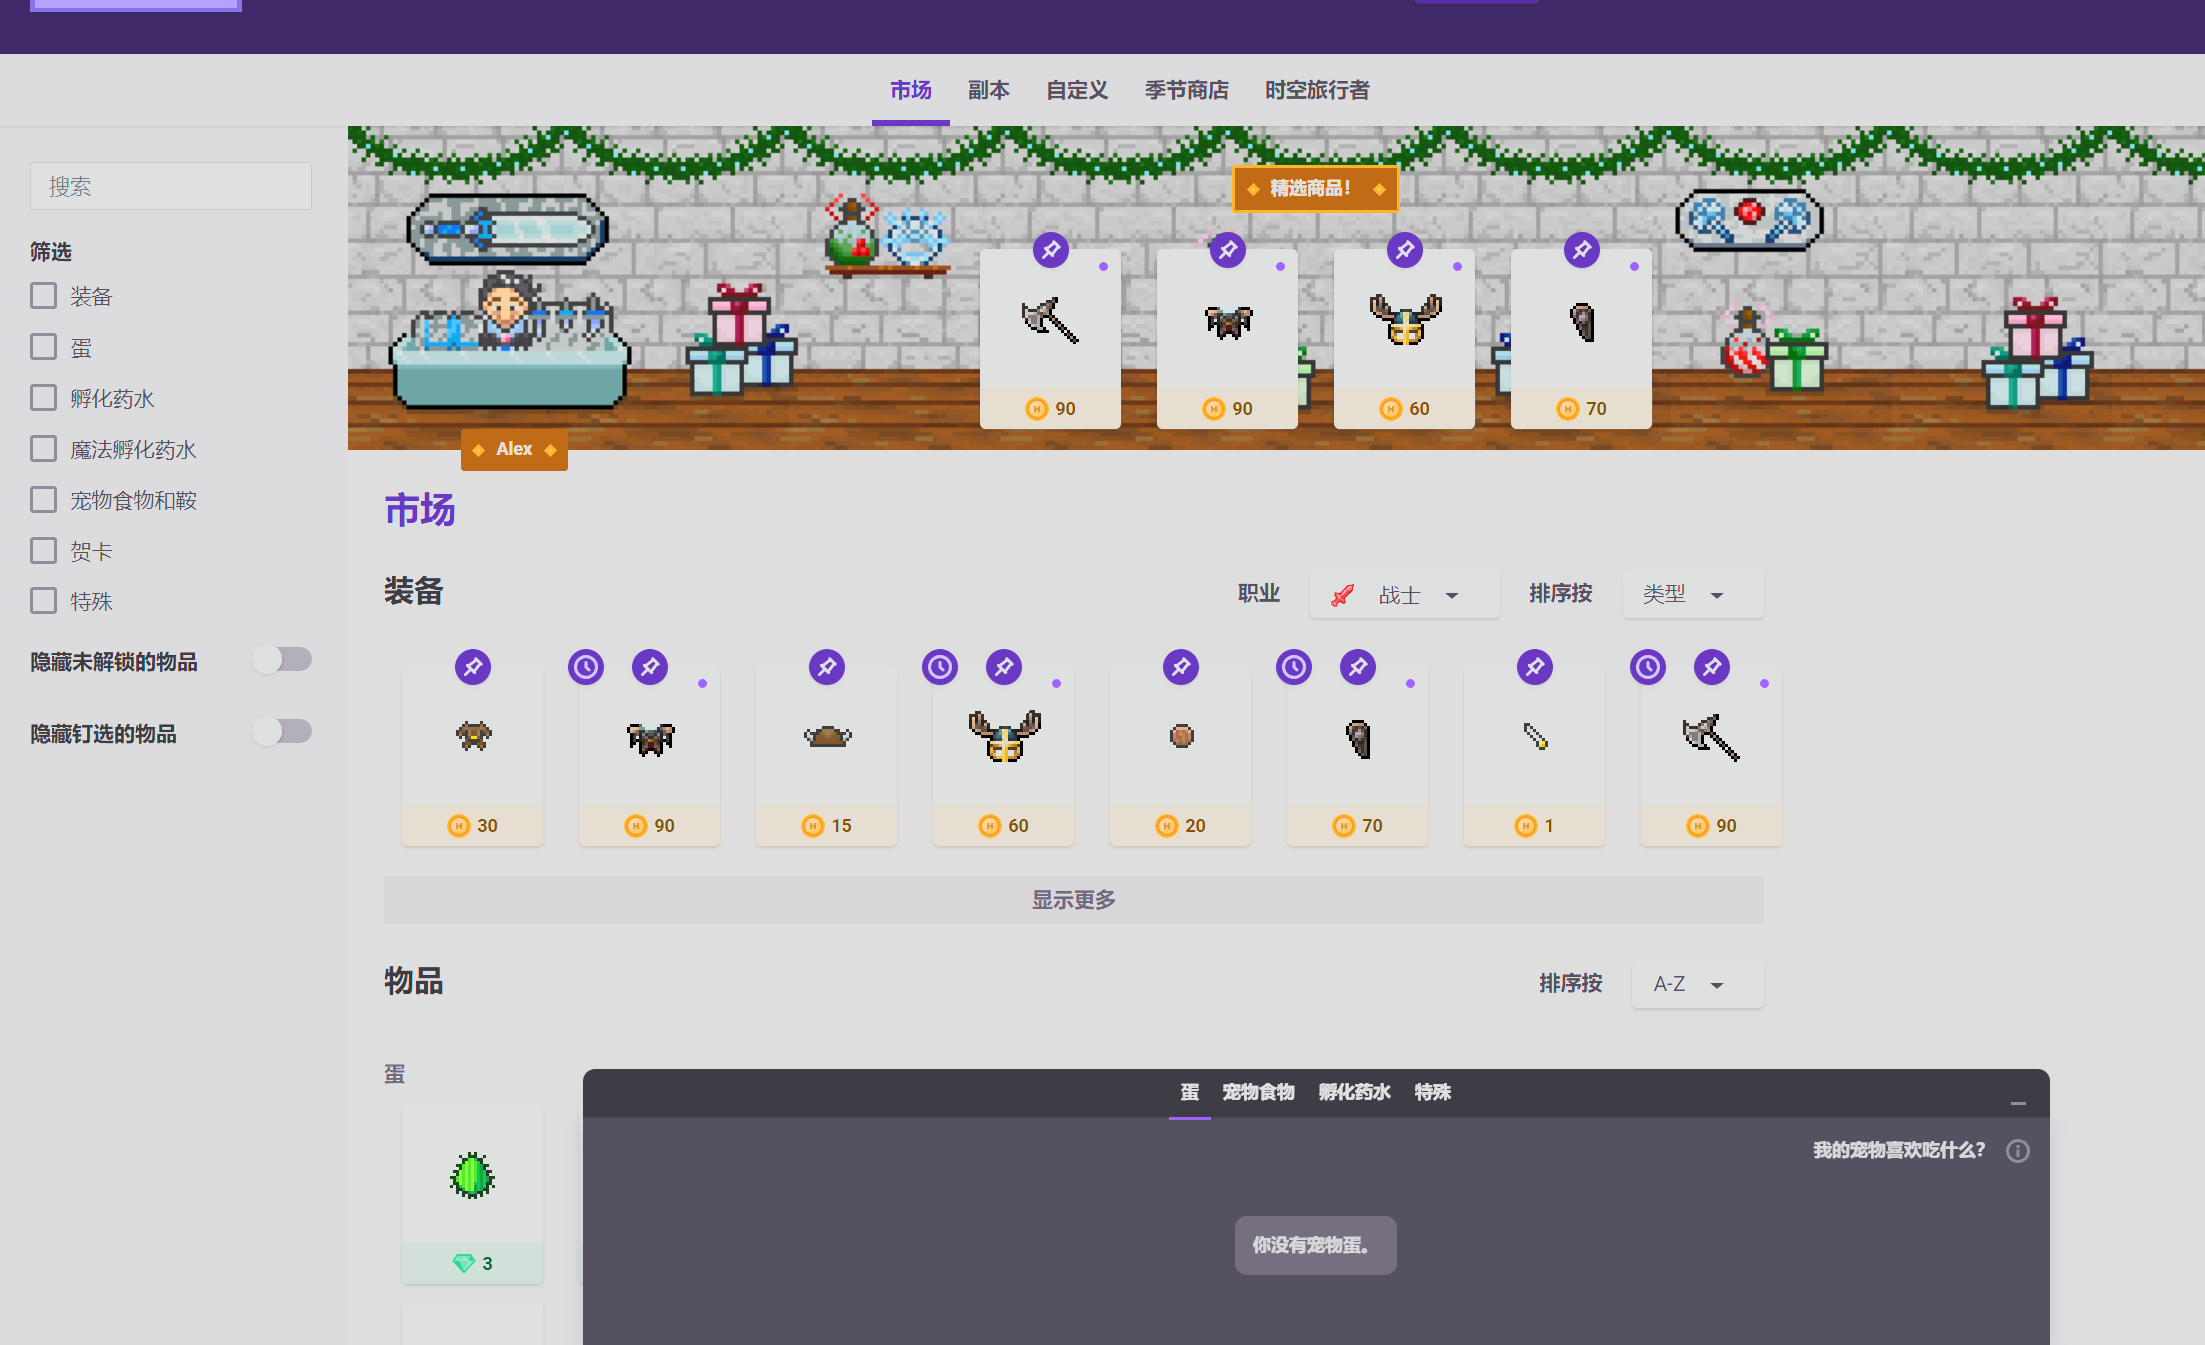 市场 副本 自定义 季节商店 时空旅行者
搜索
筛选
装备
蛋
孵化药水
魔法孵化药水
宠物食物和鞍
贺卡
特殊
隐藏未解锁的物品
隐藏钉选的物品
精选商品!
90 90 60 70
Alex
市场
装备 职业 战士 排序按 类型
30 90 15 60 20 70 1 90
显示更多
物品 排序按 A-Z
蛋
3
蛋 宠物食物 孵化药水 特殊
我的宠物喜欢吃什么?
你没有宠物蛋。